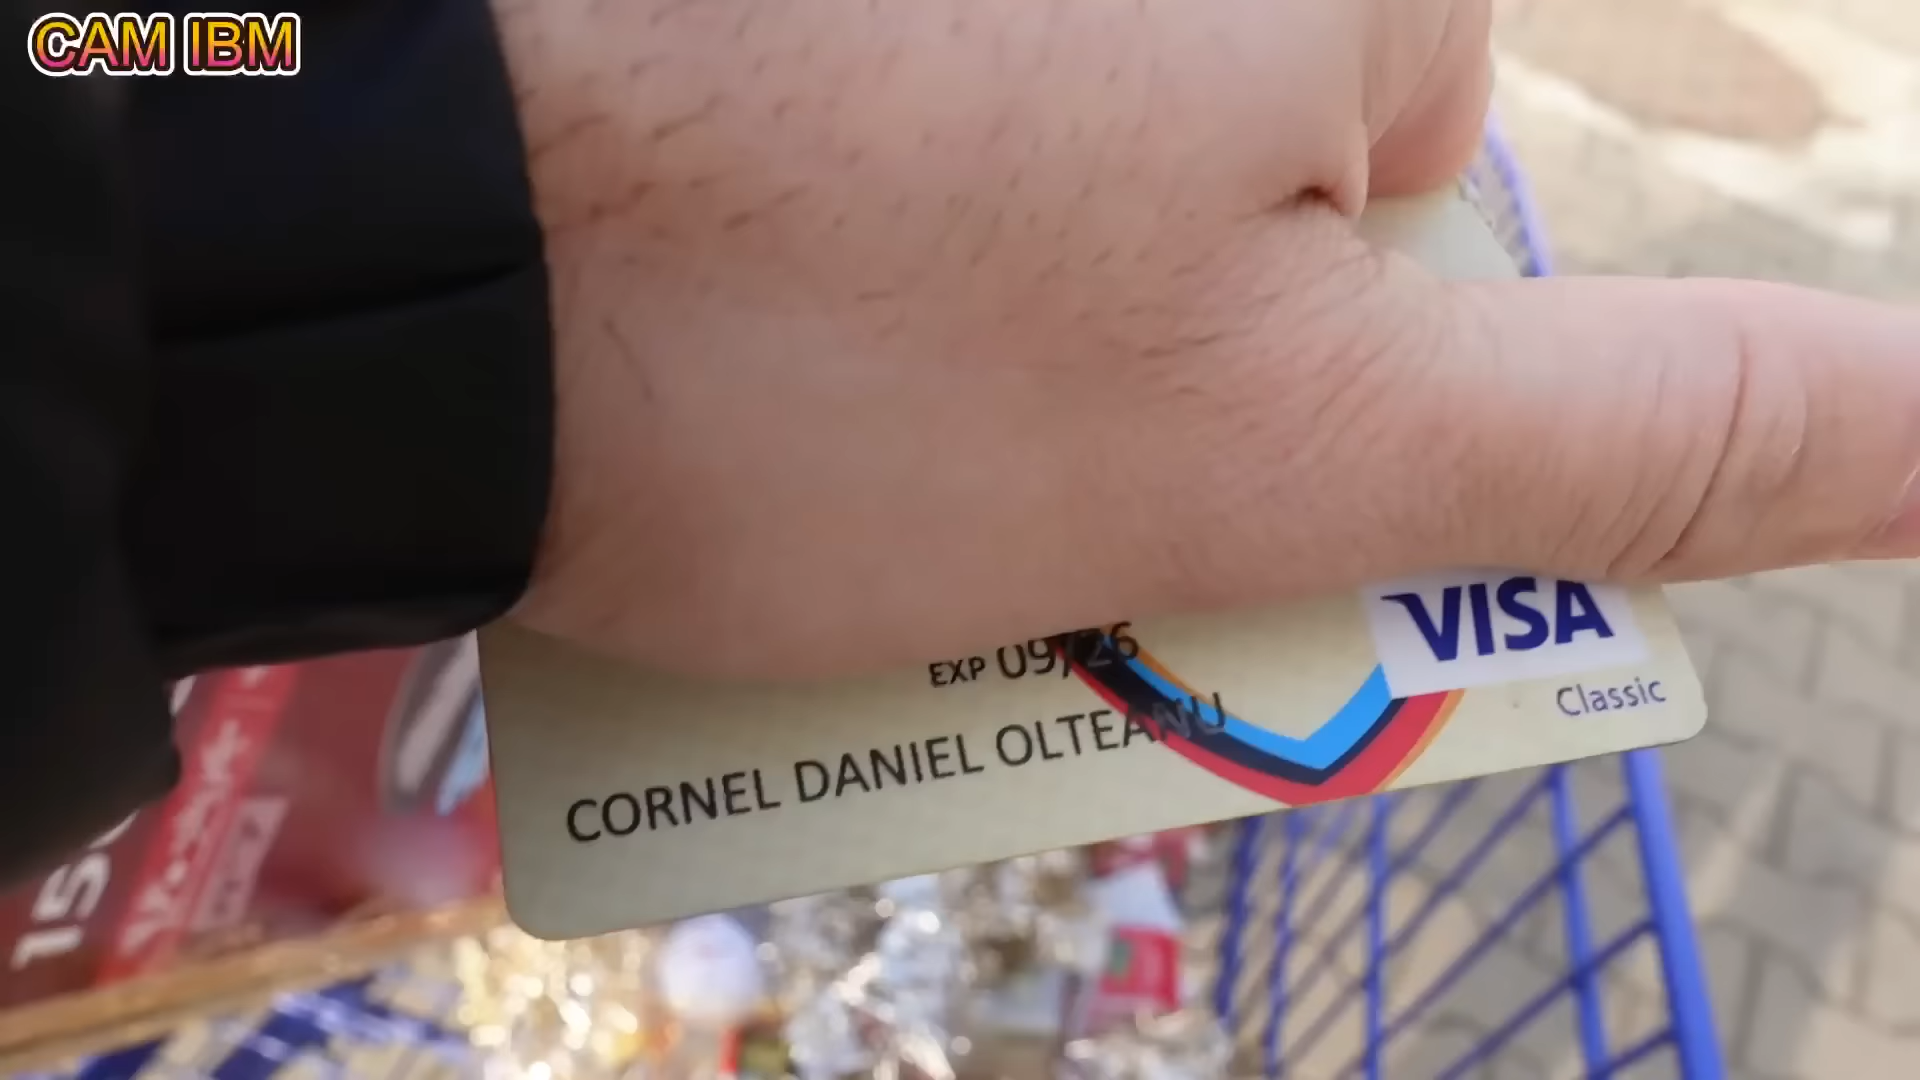 CAM IBM
VISA
EXP 09/26
Classic
CORNEL DANIEL OLTEANU